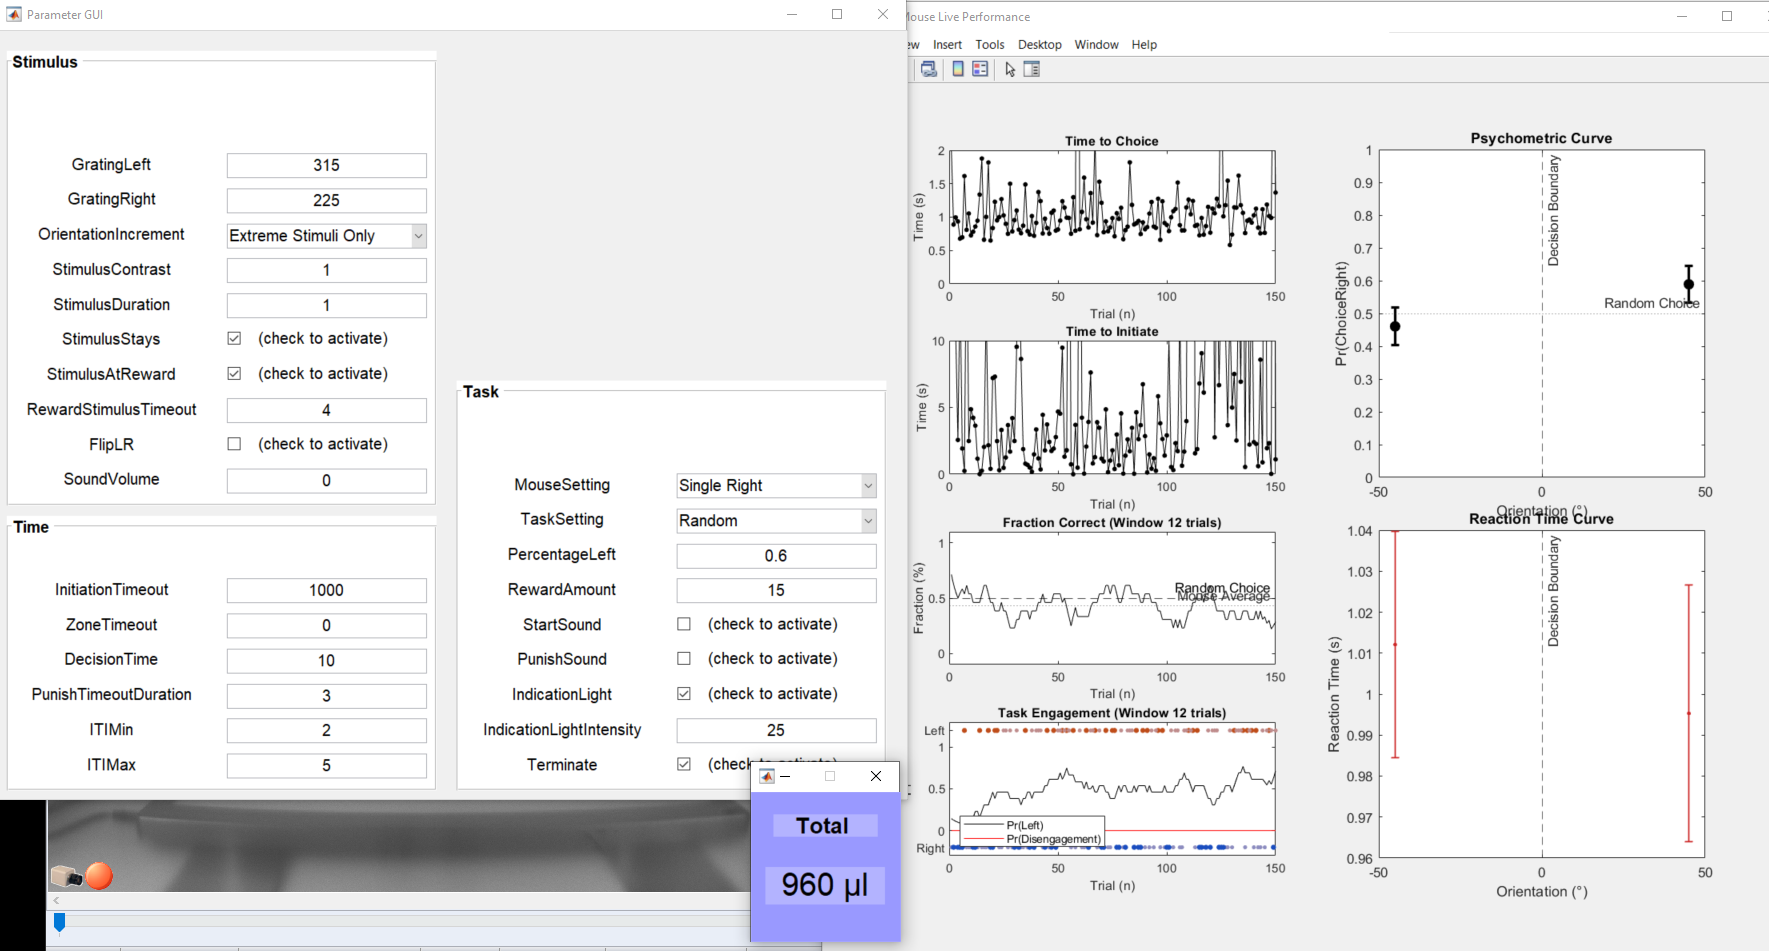 Parameter GUI
Stimulus
GratingLeft 315
GratingRight 225
OrientationIncrement Extreme Stimuli Only
StimulusContrast 1
StimulusDuration 1
StimulusStays (check to activate)
StimulusAtReward (check to activate)
RewardStimulusTimeout 4
FlipLR (check to activate)
SoundVolume 0
Time
InitiationTimeout 1000
ZoneTimeout 0
DecisionTime 10
PunishTimeoutDuration 3
ITIMin 2
ITIMax 5
Task
MouseSetting Single Right
TaskSetting Random
PercentageLeft 0.6
RewardAmount 15
StartSound (check to activate)
PunishSound (check to activate)
IndicationLight (check to activate)
IndicationLightIntensity 25
Terminate (check
Total
960 µl
Mouse Live Performance
Insert Tools Desktop Window Help
Time to Choice
Time (s)
2
1.5
1
0.5
0
0 50 100 150
Trial (n)
Time to Initiate
Time (s)
10
5
0
0 50 100 150
Trial (n)
Fraction Correct (Window 12 trials)
Fraction (%)
1
0.5
0
Random Choice
Mouse Average
0 50 100 150
Trial (n)
Task Engagement (Window 12 trials)
Left
1
0.5
0
Right
Pr(Left)
Pr(Disengagement)
0 50 100 150
Trial (n)
Psychometric Curve
Pr(ChoiceRight)
1
0.9
0.8
0.7
0.6
0.5
0.4
0.3
0.2
0.1
0
Decision Boundary
Random Choice
-50 0 50
Orientation (°)
Reaction Time Curve
Reaction Time (s)
1.04
1.03
1.02
1.01
1
0.99
0.98
0.97
0.96
Decision Boundary
-50 0 50
Orientation (°)